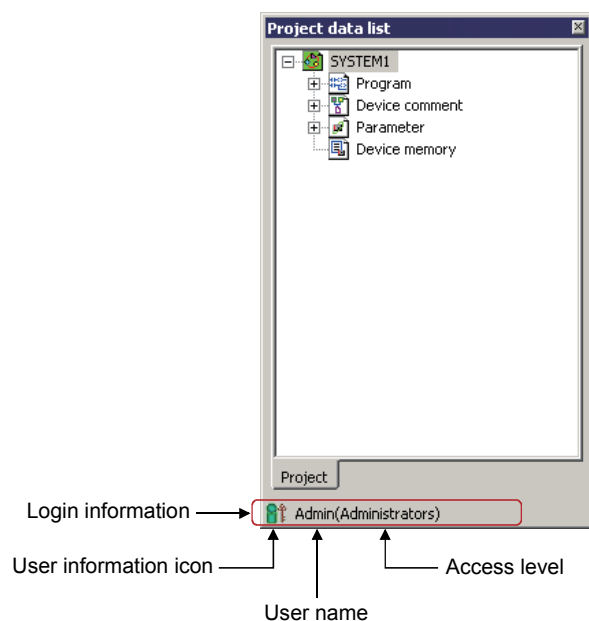 Project data list
SYSTEM1
Program
Device comment
Parameter
Device memory
Project
Login information
Admin(Administrators)
User information icon
Access level
User name